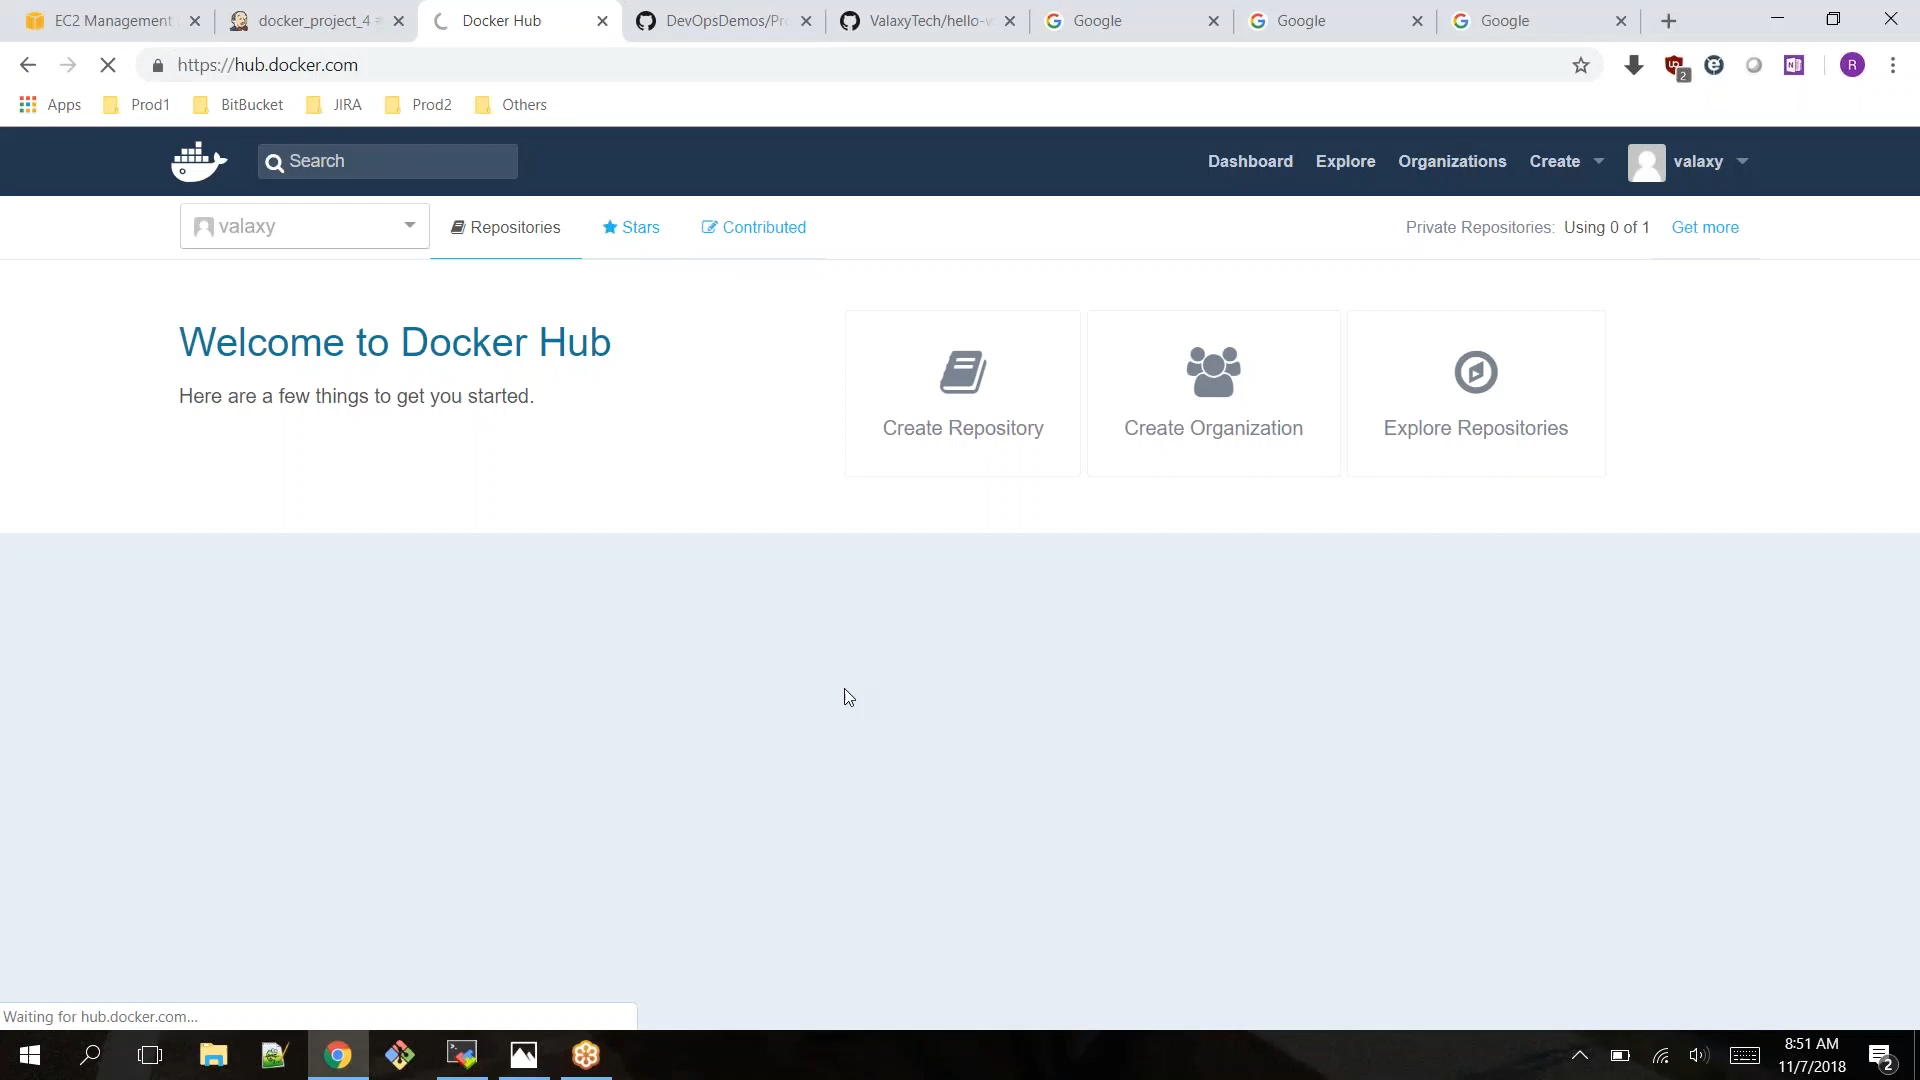 EC2 Management
docker_project_4
Docker Hub
DevOpsDemos/Pr
ValaxyTech/hello-w
Google
Google
Google
https://hub.docker.com
2
R
Apps
Prod1
BitBucket
JIRA
Prod2
Others
Search
Dashboard
Explore
Organizations
Create
valaxy
valaxy
Repositories
Stars
Contributed
Private Repositories: Using 0 of 1
Get more
Welcome to Docker Hub
Here are a few things to get you started.
Create Repository
Create Organization
Explore Repositories
Waiting for hub.docker.com...
8:51 AM
11/7/2018
2